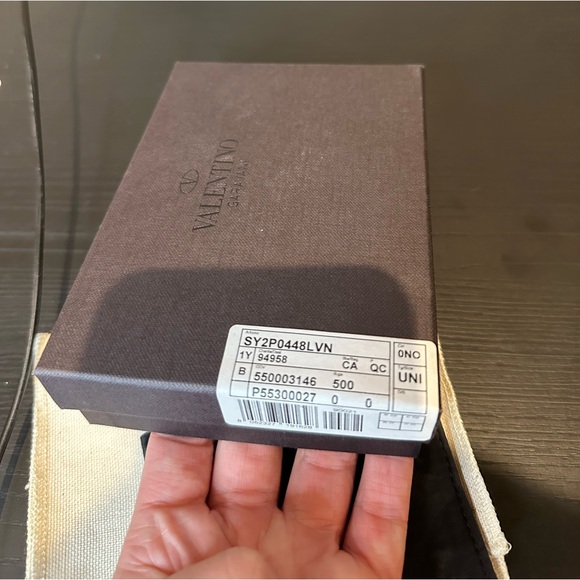 VALENTINO
GARAVANI
SY2P0448LVN
0NO
1Y 94958 CA QC
UNI
B 550003146 500
P55300027 0 0